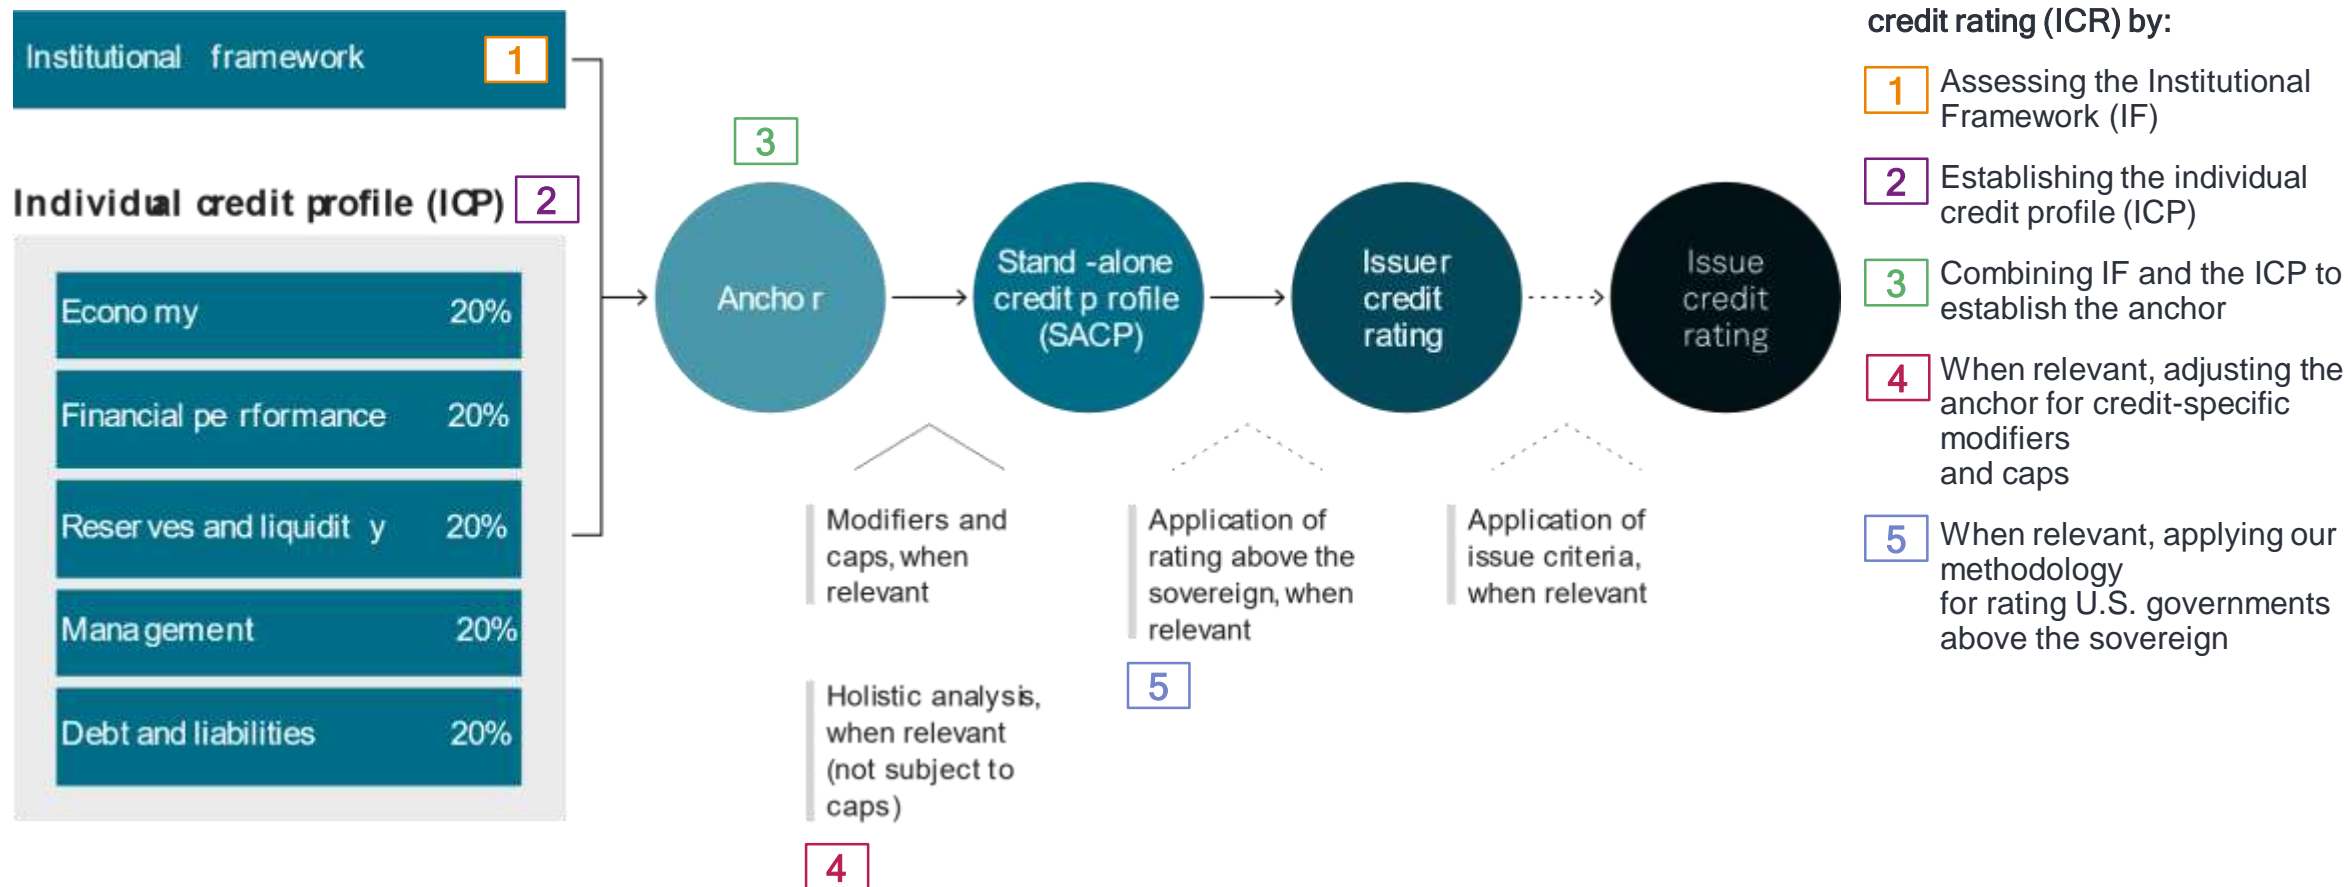 Institutional framework
1
Individual credit profile (ICP)
2
Economy 20%
Financial performance 20%
Reserves and liquidity 20%
Management 20%
Debt and liabilities 20%
3
Anchor
Stand-alone
credit profile
(SACP)
Issuer
credit
rating
Issue
credit
rating
Modifiers and
caps, when
relevant
Holistic analysis,
when relevant
(not subject to
caps)
4
Application of
rating above the
sovereign, when
relevant
5
Application of
issue criteria,
when relevant
credit rating (ICR) by:
1 Assessing the Institutional
Framework (IF)
2 Establishing the individual
credit profile (ICP)
3 Combining IF and the ICP to
establish the anchor
4 When relevant, adjusting the
anchor for credit-specific
modifiers
and caps
5 When relevant, applying our
methodology
for rating U.S. governments
above the sovereign